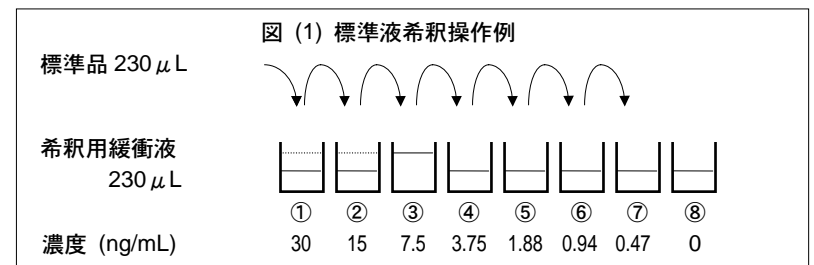 図 (1) 標準液希釈操作例
標準品 230μL
希釈用緩衝液
230μL
① ② ③ ④ ⑤ ⑥ ⑦ ⑧
濃度 (ng/mL) 30 15 7.5 3.75 1.88 0.94 0.47 0